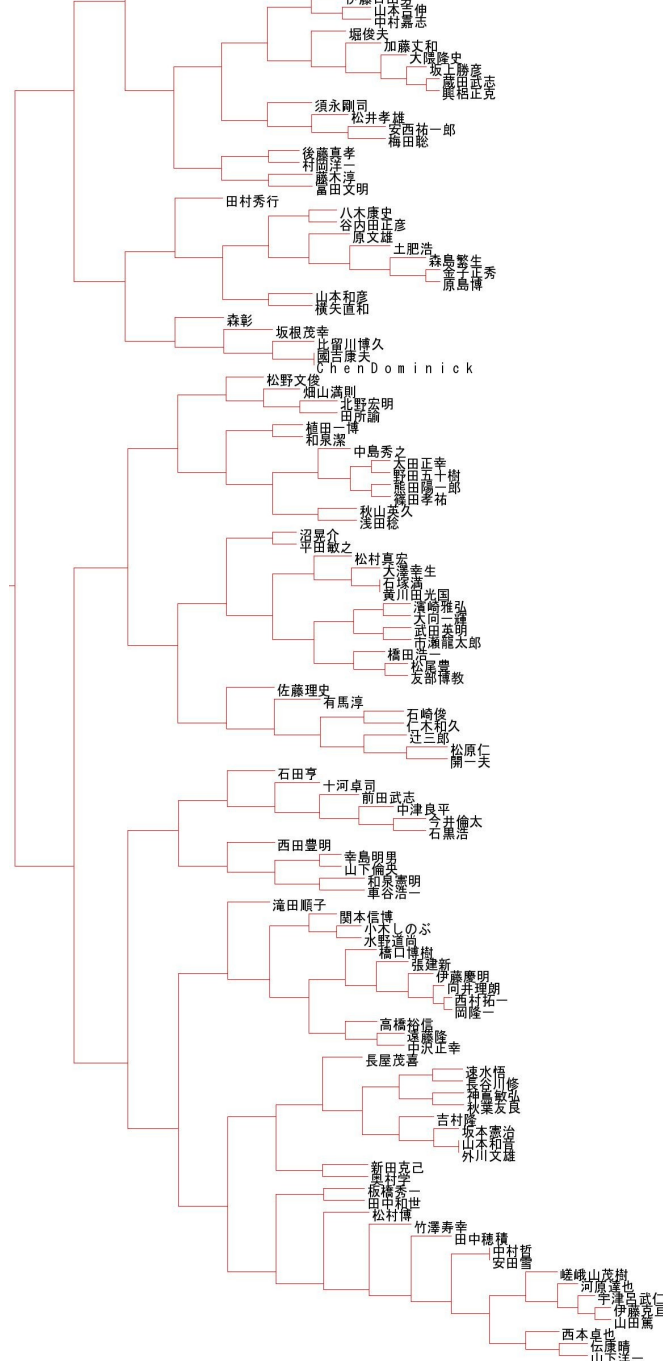 山本吉伸
中村嘉志
堀俊夫
加藤丈和
大隈隆史
坂上勝彦
蔵田武志
興梠正克
須永剛司
松井孝雄
安西祐一郎
梅田聡
後藤真孝
村岡洋一
藤木淳
富田文明
田村秀行
八木康史
谷内田正彦
原文雄
土肥浩
森島繁生
金子正秀
原島博
山本和彦
横矢直和
森彰
坂根茂幸
比留川博久
國吉康夫
ChenDominick
松野文俊
畑山満則
北野宏明
田所諭
植田一博
和泉潔
中島秀之
太田正幸
野田五十樹
熊田陽一郎
篠田孝祐
秋山英久
浅田稔
沼晃介
平田敏之
松村真宏
大澤幸生
石塚満
黄川田光国
濱崎雅弘
大向一輝
武田英明
市瀬龍太郎
橋田浩一
松尾豊
友部博教
佐藤理史
有馬淳
石崎俊
仁木和久
辻三郎
松原仁
開一夫
石田亨
十河卓司
前田武志
中津良平
今井倫太
石黒浩
西田豊明
幸島明男
山下倫央
和泉憲明
車谷浩一
滝田順子
関本信博
小木しのぶ
水野道尚
橋口博樹
張建新
伊藤慶明
向井理朗
西村拓一
岡隆一
高橋裕信
遠藤隆
中沢正幸
長屋茂喜
速水悟
長谷川修
神嶌敏弘
秋葉友良
吉村隆
坂本憲治
山本和音
外川文雄
新田克己
奥村学
板橋秀一
田中和世
松村博
竹澤寿幸
田中穂積
中村哲
安田雪
嵯峨山茂樹
河原達也
宇津呂武仁
伊藤克亘
山田篤
西本卓也
伝康晴